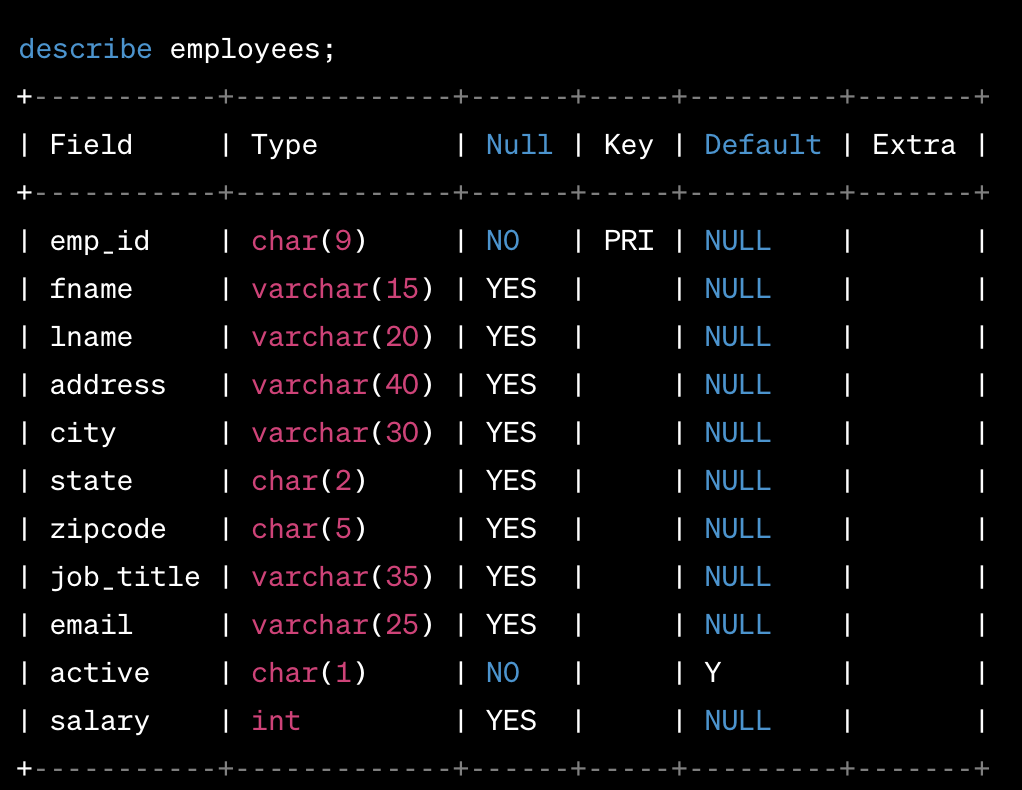 describe employees;
+-----------+-------------+------+-----+---------+-------+
| Field     | Type        | Null | Key | Default | Extra |
+-----------+-------------+------+-----+---------+-------+
| emp_id    | char(9)     | NO   | PRI | NULL    |       |
| fname     | varchar(15) | YES  |     | NULL    |       |
| lname     | varchar(20) | YES  |     | NULL    |       |
| address   | varchar(40) | YES  |     | NULL    |       |
| city      | varchar(30) | YES  |     | NULL    |       |
| state     | char(2)     | YES  |     | NULL    |       |
| zipcode   | char(5)     | YES  |     | NULL    |       |
| job_title | varchar(35) | YES  |     | NULL    |       |
| email     | varchar(25) | YES  |     | NULL    |       |
| active    | char(1)     | NO   |     | Y       |       |
| salary    | int         | YES  |     | NULL    |       |
+-----------+-------------+------+-----+---------+-------+